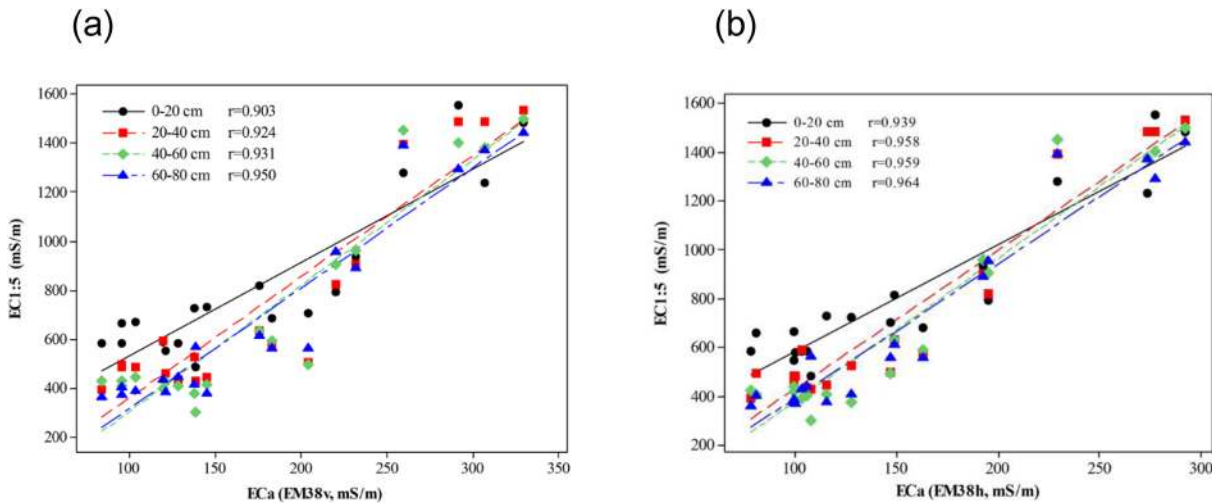 (a)
(b)
1600
1400
1200
1000
800
600
400
200
EC1:5 (mS/m)
0-20 cm r=0.903
20-40 cm r=0.924
40-60 cm r=0.931
60-80 cm r=0.950
100 150 200 250 300 350
ECa (EM38v, mS/m)
1600
1400
1200
1000
800
600
400
200
EC1:5 (mS/m)
0-20 cm r=0.939
20-40 cm r=0.958
40-60 cm r=0.959
60-80 cm r=0.964
100 150 200 250 300
ECa (EM38h, mS/m)